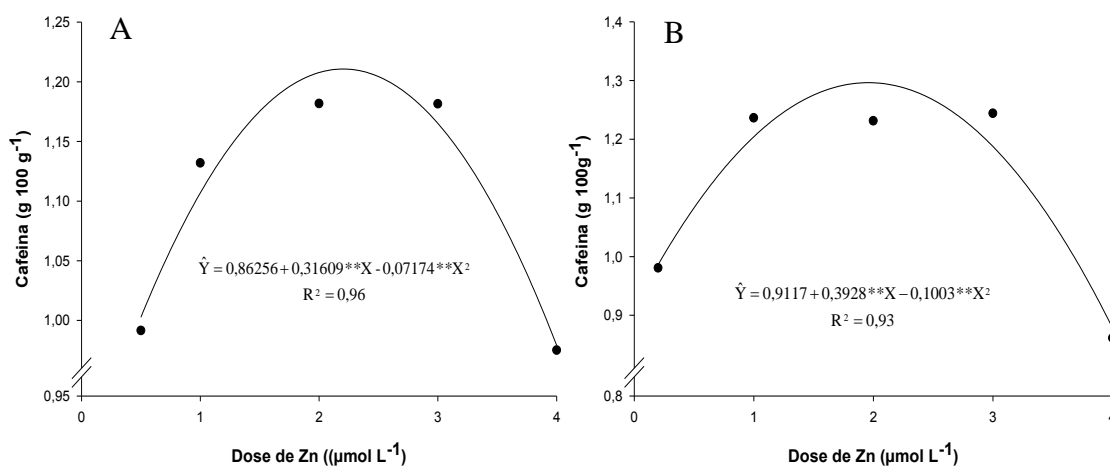 A
1,25
1,20
1,15
1,10
1,05
1,00
0,95
Cafeina (g 100 g⁻¹)
Ŷ = 0,86256+0,31609**X - 0,07174**X²
R² = 0,96
0 1 2 3 4
Dose de Zn ((µmol L⁻¹)
B
1,4
1,3
1,2
1,1
1,0
0,9
0,8
Cafeina (g 100g⁻¹)
Ŷ = 0,9117+0,3928**X – 0,1003**X²
R² = 0,93
0 1 2 3 4
Dose de Zn (µmol L⁻¹)